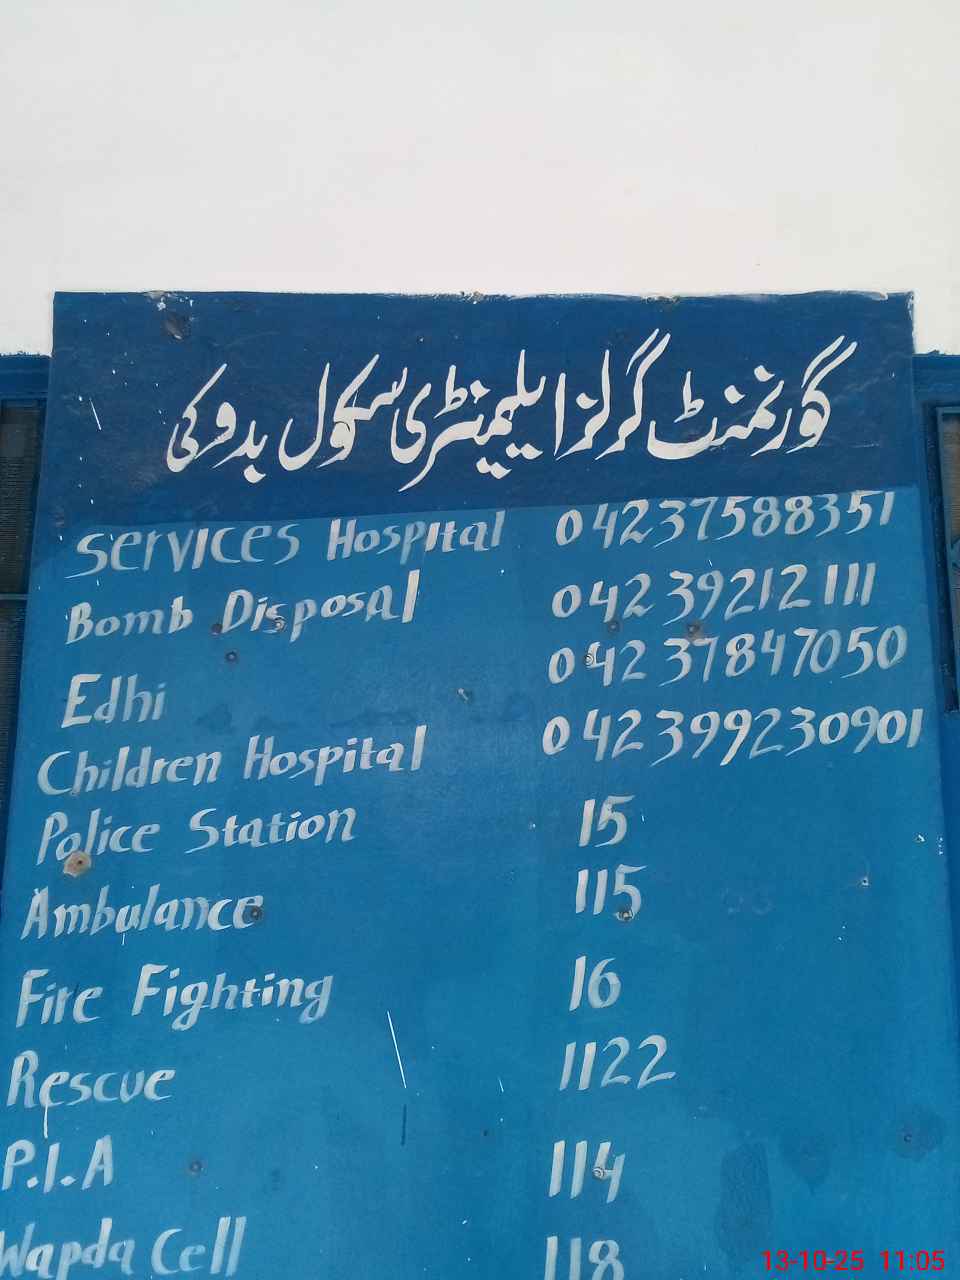 گورنمنٹ گرلز ایلیمنٹری سکول بدوکی
Services Hospital 04237588351
Bomb Disposal 04239212111
Edhi 04237847050
Children Hospital 042399230901
Police Station 15
Ambulance 115
Fire Fighting 16
Rescue 1122
P.I.A 114
Wapda Cell 118
13-10-25 11:05